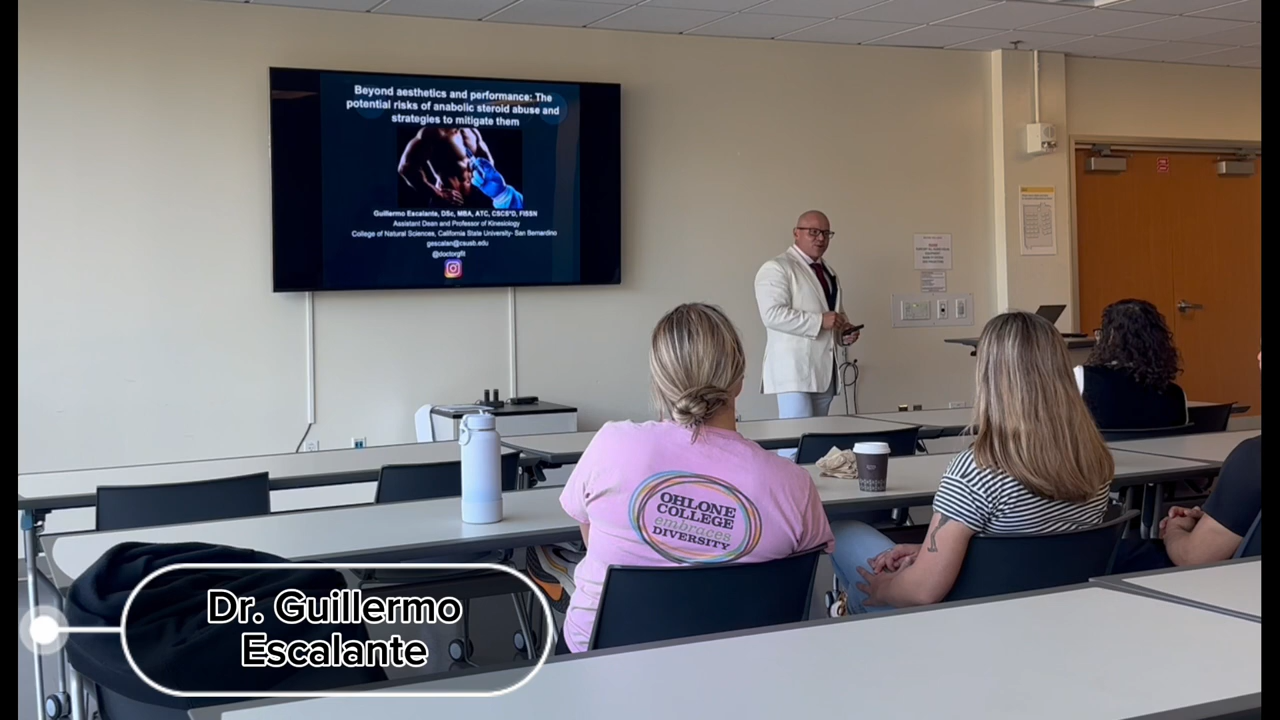 Beyond aesthetics and performance: The
potential risks of anabolic steroid abuse and
strategies to mitigate them
Guillermo Escalante, DSc, MBA, ATC, CSCS*D, FISSN
Assistant Dean and Professor of Kinesiology
College of Natural Sciences, California State University- San Bernardino
gescalan@csusb.edu
@doctorgfit
OHLONE
COLLEGE
embraces
DIVERSITY
Dr. Guillermo
Escalante